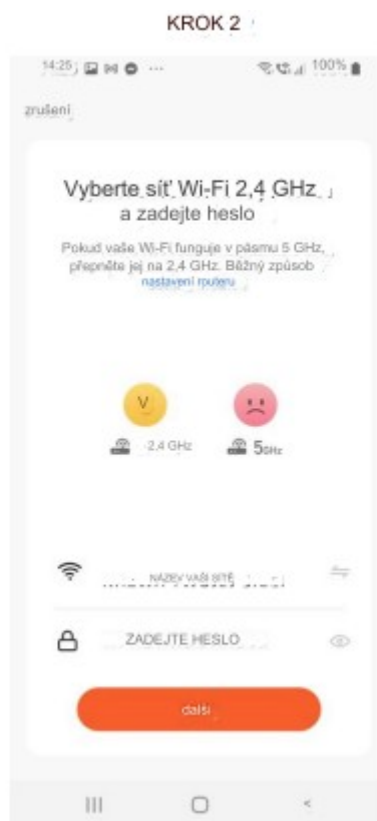 KROK 2
14:25 ... 100%
zrušení
Vyberte síť Wi-Fi 2,4 GHz
a zadejte heslo
Pokud vaše Wi-Fi funguje v pásmu 5 GHz,
přepněte jej na 2,4 GHz. Běžný způsob
nastavení routeru
V
2.4 GHz 5GHz
NÁZEV VAŠÍ SÍTĚ
ZADEJTE HESLO
další